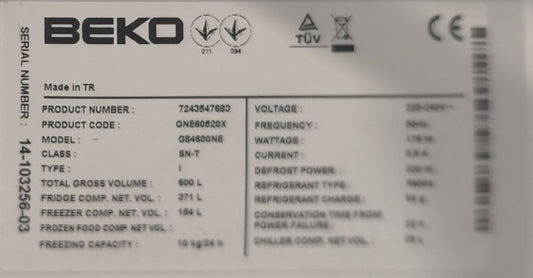 BEKO
TÜV
CE
Made in TR
PRODUCT NUMBER : 7243547683
PRODUCT CODE : GNE60520X
MODEL : G84600NE
CLASS : SN-T
TYPE : I
TOTAL GROSS VOLUME : 600 L
FRIDGE COMP. NET VOL. : 371 L
FREEZER COMP. NET VOL. : 154 L
FROZEN FOOD COMP. NET VOL. :
FREEZING CAPACITY : 10 kg/24 h
VOLTAGE : 220-240V~
FREQUENCY :
WATTAGE :
CURRENT :
DEFROST POWER :
REFRIGERANT TYPE :
REFRIGERANT CHARGE :
CONSERVATION TIME FROM
POWER FAILURE :
CHILLER COMP. NET.VOL. :
SERIAL NUMBER : 14-103256-03